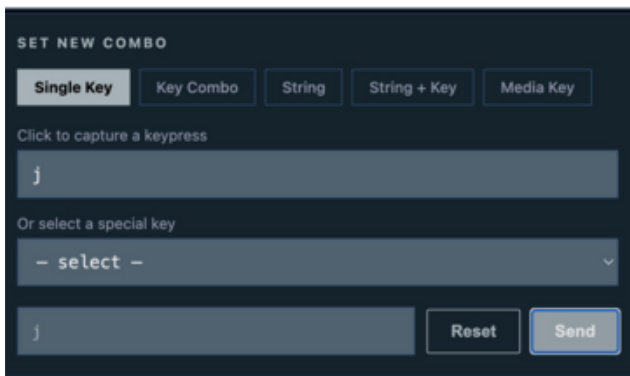 SET NEW COMBO
Single Key Key Combo String String + Key Media Key
Click to capture a keypress
j
Or select a special key
— select —
j Reset Send